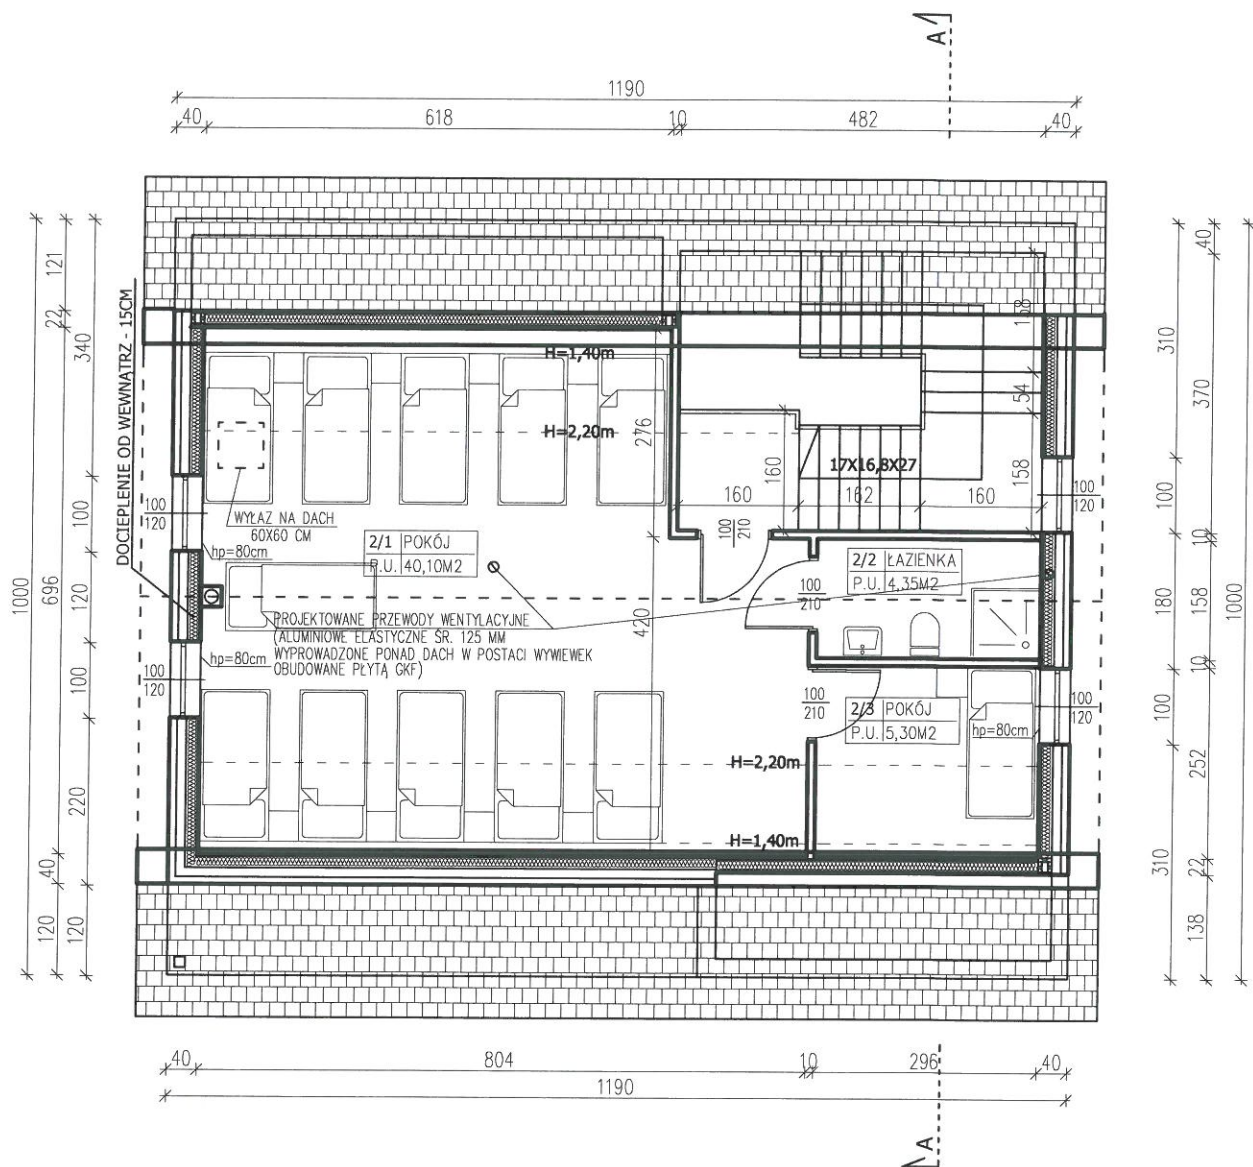 A
1190
40 618 10 482 40
DOCIEPLENIE OD WEWNĄTRZ - 15CM
1000
121
22
696
40
120
340
100
120
100
220
120
H=1,40m
H=2,20m
276
420
158
54
158
160
17X16,8X27
160 162 160
WYŁAZ NA DACH
60X60 CM
100
120
hp=80cm
2/1 POKÓJ
P.U. 40,10M2
100
210
2/2 ŁAZIENKA
P.U. 4,35M2
100
210
100
120
PROJEKTOWANE PRZEWODY WENTYLACYJNE
(ALUMINIOWE ELASTYCZNE ŚR. 125 MM
WYPROWADZONE PONAD DACH W POSTACI WYWIEWEK
OBUDOWANE PŁYTĄ GKF)
hp=80cm
100
120
100
210
2/3 POKÓJ
P.U. 5,30M2
hp=80cm
100
120
H=2,20m
H=1,40m
310
100
180
100
310
40
370
10
158
10
252
22
138
1000
40 804 10 296 40
1190
A